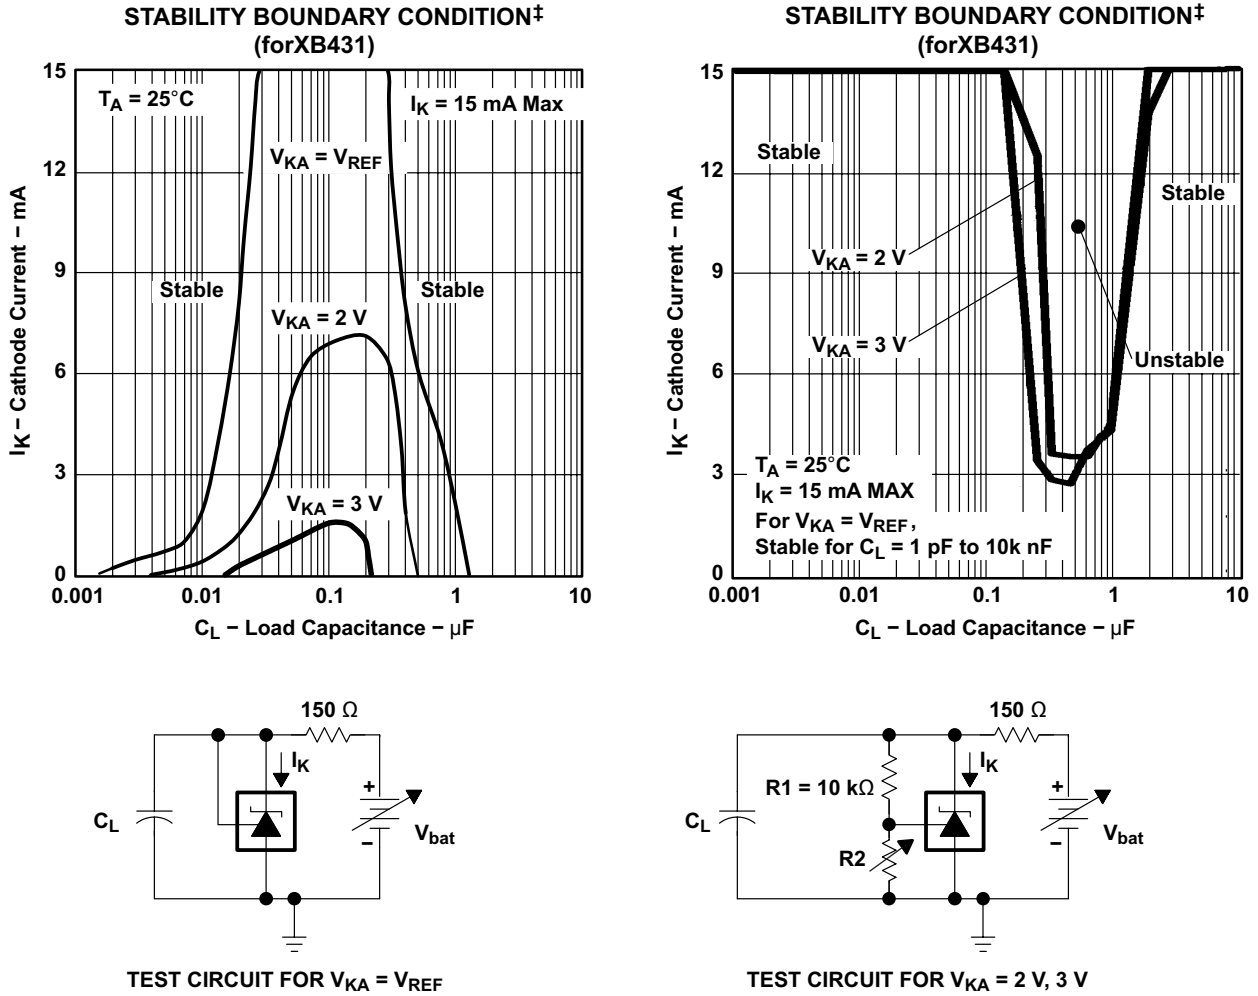 STABILITY BOUNDARY CONDITION‡
(forXB431)
15
12
9
6
3
0
IK – Cathode Current – mA
TA = 25°C
IK = 15 mA Max
VKA = VREF
Stable
Stable
VKA = 2 V
VKA = 3 V
0.001
0.01
0.1
1
10
CL – Load Capacitance – μF
STABILITY BOUNDARY CONDITION‡
(forXB431)
15
12
9
6
3
0
IK – Cathode Current – mA
Stable
Stable
VKA = 2 V
VKA = 3 V
Unstable
TA = 25°C
IK = 15 mA MAX
For VKA = VREF,
Stable for CL = 1 pF to 10k nF
0.001
0.01
0.1
1
10
CL – Load Capacitance – μF
150 Ω
IK
CL
+
–
Vbat
TEST CIRCUIT FOR VKA = VREF
150 Ω
IK
R1 = 10 kΩ
CL
R2
+
–
Vbat
TEST CIRCUIT FOR VKA = 2 V, 3 V